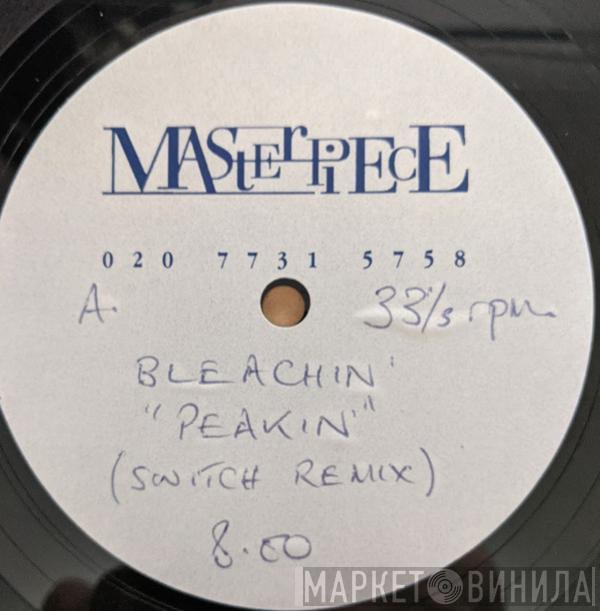 MASterpiECE
020 7731 5758
A. 33⅓ rpm.
BLEACHIN'
"PEAKIN'"
(SWITCH REMIX)
8.00
МАРКЕТ ВИНИЛА